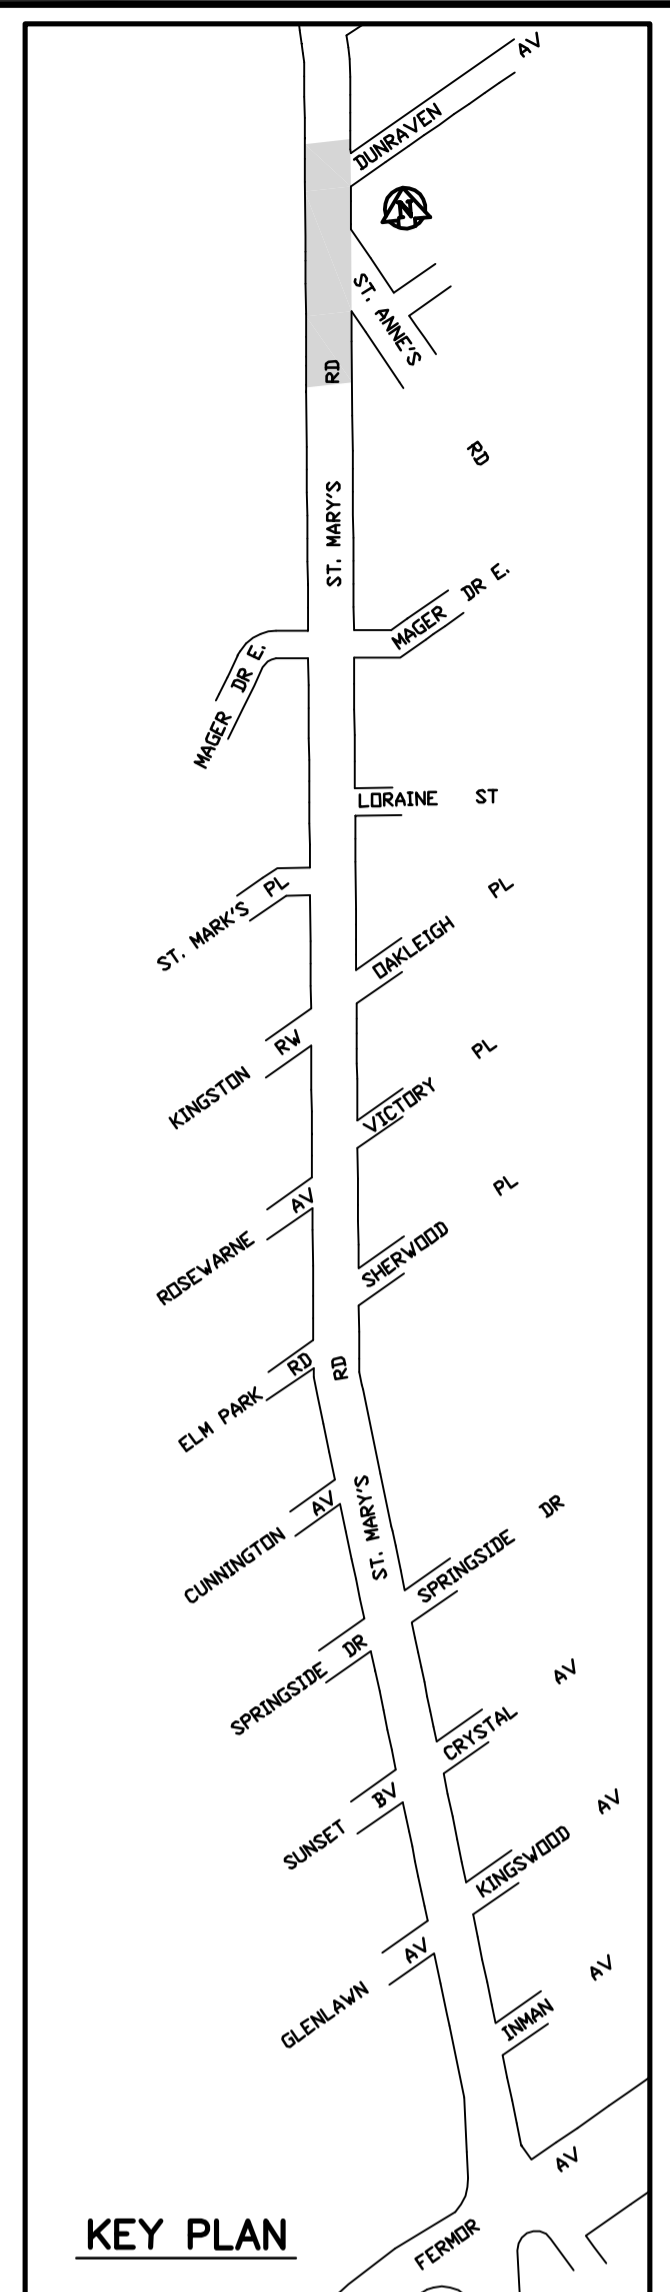 DUNRAVEN AV
N
ST. ANNE'S RD
ST. MARY'S RD
MAGER DR E.
MAGER DR E.
LORAINE ST
ST. MARK'S PL
OAKLEIGH PL
KINGSTON RW
VICTORY PL
ROSEWARNE AV
SHERWOOD PL
ELM PARK RD
ST. MARY'S RD
CUNNINGTON AV
SPRINGSIDE DR
SPRINGSIDE DR
CRYSTAL AV
SUNSET BV
KINGSWOOD AV
GLENLAWN AV
INMAN AV
FERMOR AV
KEY PLAN